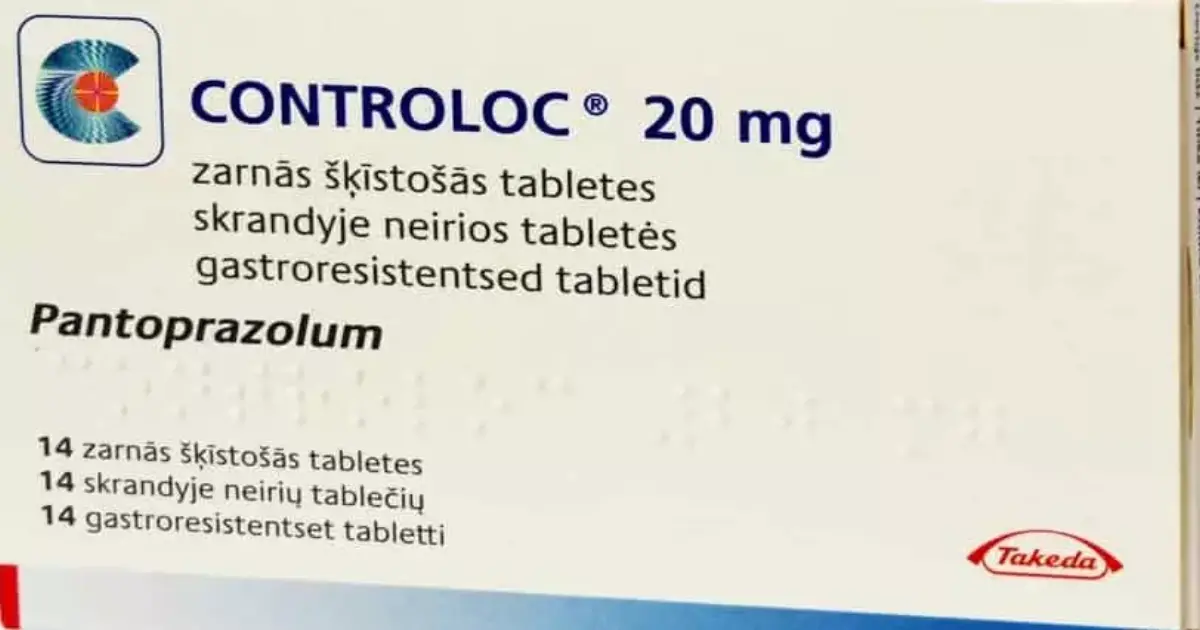 CONTROLOC® 20 mg
zarnās šķīstošās tabletes
skrandyje neirios tabletės
gastroresistentsed tabletid
Pantoprazolum
14 zarnās šķīstošās tabletes
14 skrandyje neirių tablečių
14 gastroresistentset tabletti
Takeda